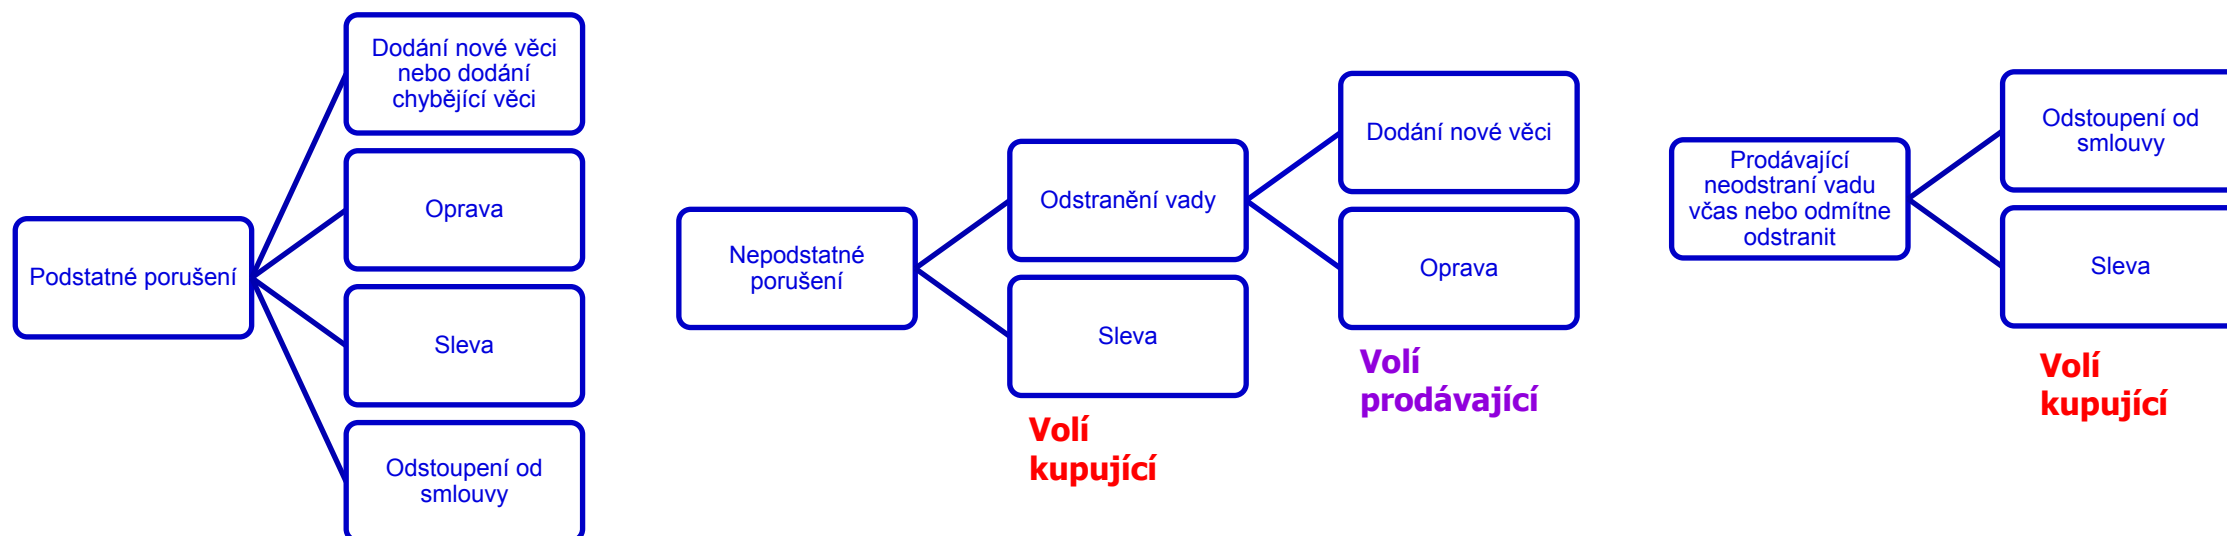 Podstatné porušení
Dodání nové věci
nebo dodání
chybějící věci
Oprava
Sleva
Odstoupení od
smlouvy
Nepodstatné
porušení
Odstranění vady
Sleva
Volí
kupující
Dodání nové věci
Oprava
Volí
prodávající
Prodávající
neodstraní vadu
včas nebo odmítne
odstranit
Odstoupení od
smlouvy
Sleva
Volí
kupující